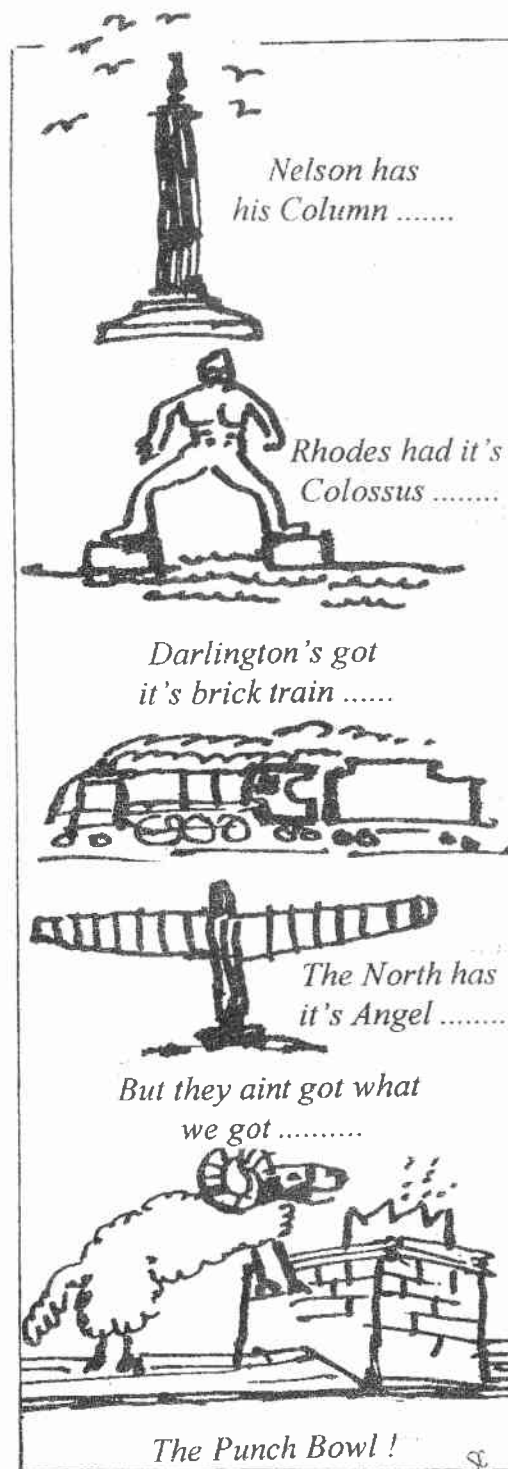 Nelson has
his Column .......
Rhodes had it's
Colossus ........
Darlington's got
it's brick train ......
The North has
it's Angel ........
But they aint got what
we got ..........
The Punch Bowl !